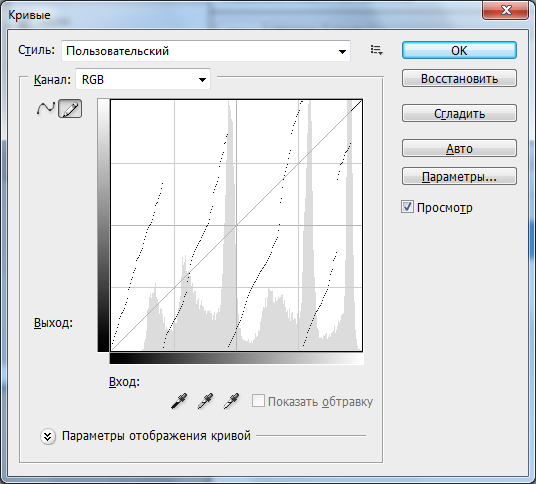 Кривые
Стиль: Пользовательский
OK
Канал: RGB
Восстановить
Сгладить
Авто
Параметры...
Просмотр
Выход:
Вход:
Показать обтравку
Параметры отображения кривой